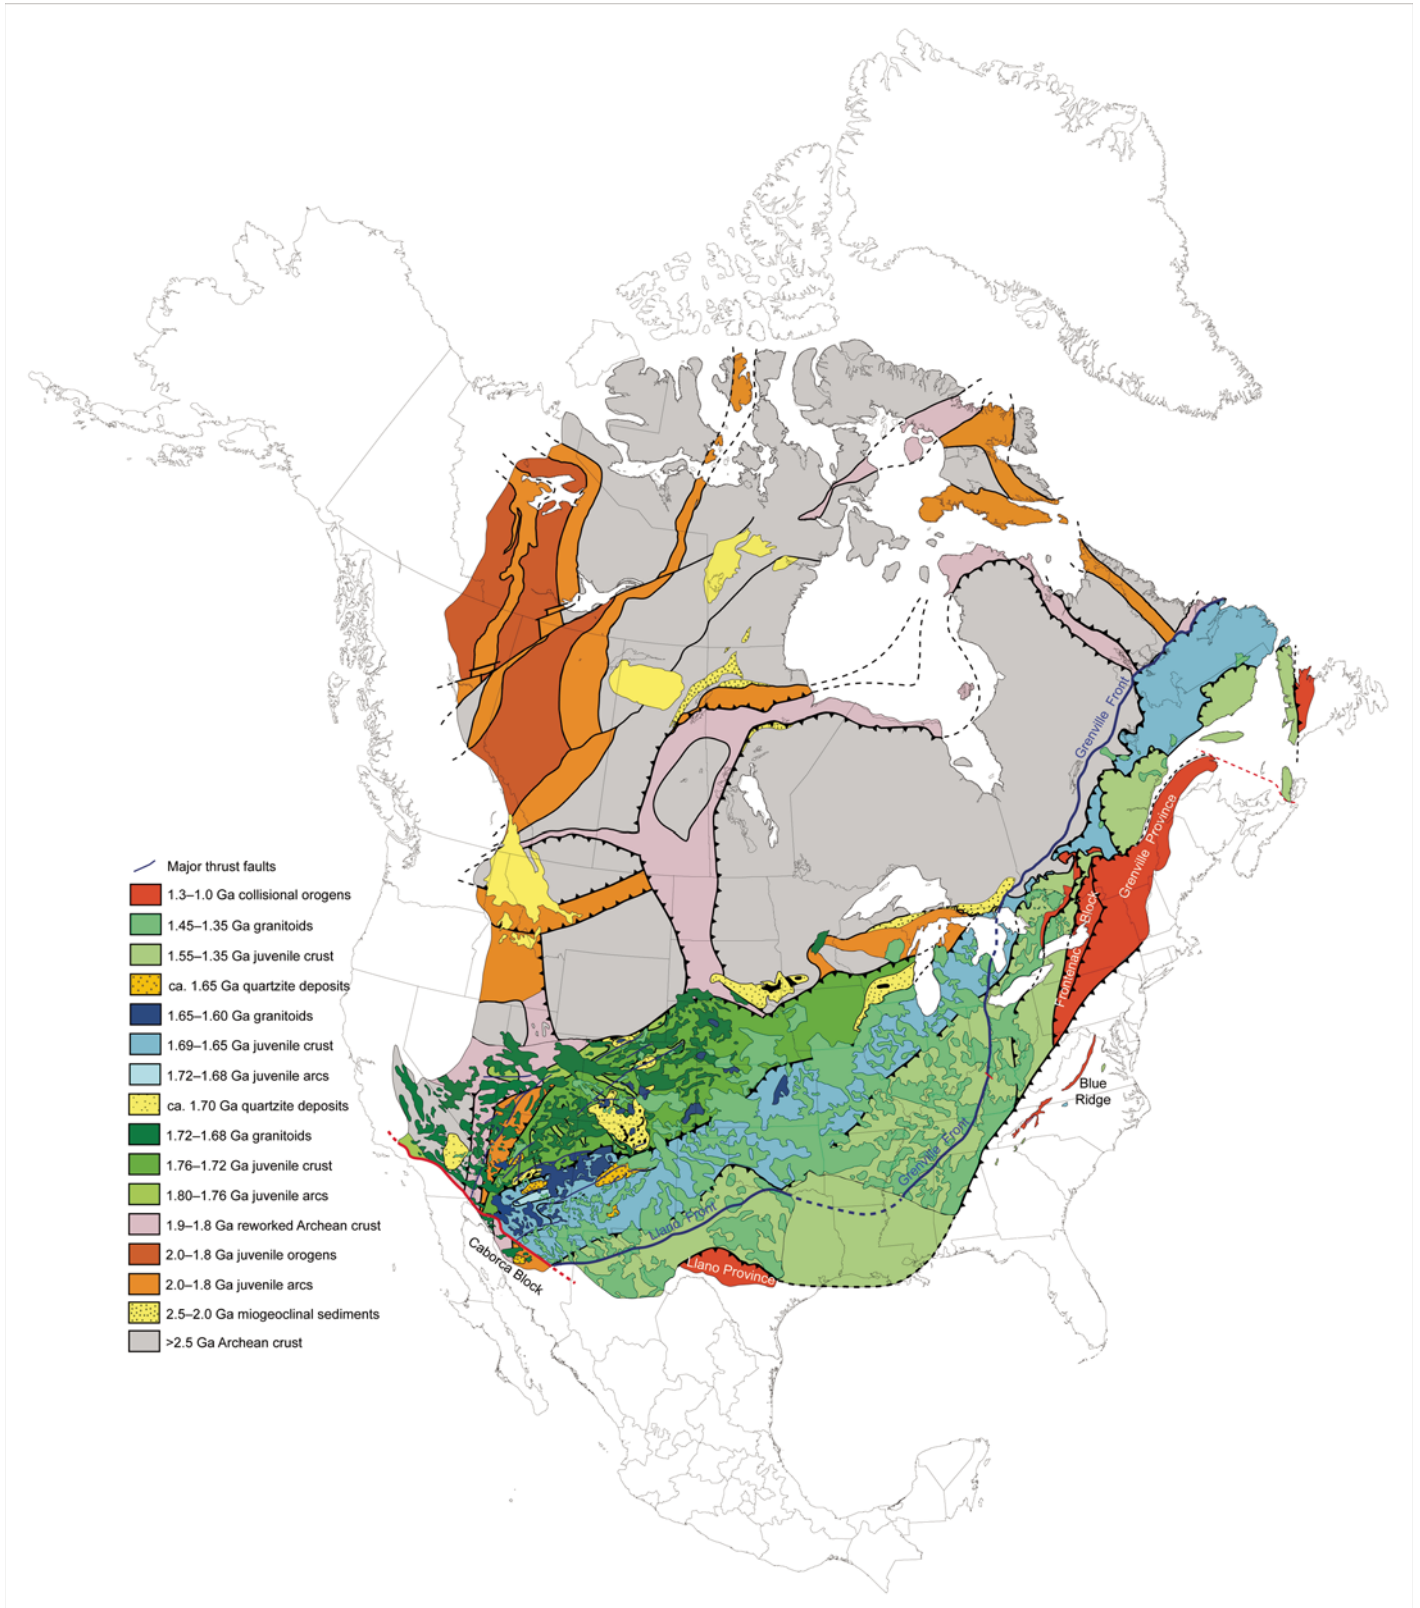 Grenville Front
Grenville Province
Frontenac Block
Blue
Ridge
Grenville Front
Llano Front
Llano Province
Caborca Block
Major thrust faults
1.3–1.0 Ga collisional orogens
1.45–1.35 Ga granitoids
1.55–1.35 Ga juvenile crust
ca. 1.65 Ga quartzite deposits
1.65–1.60 Ga granitoids
1.69–1.65 Ga juvenile crust
1.72–1.68 Ga juvenile arcs
ca. 1.70 Ga quartzite deposits
1.72–1.68 Ga granitoids
1.76–1.72 Ga juvenile crust
1.80–1.76 Ga juvenile arcs
1.9–1.8 Ga reworked Archean crust
2.0–1.8 Ga juvenile orogens
2.0–1.8 Ga juvenile arcs
2.5–2.0 Ga miogeoclinal sediments
>2.5 Ga Archean crust